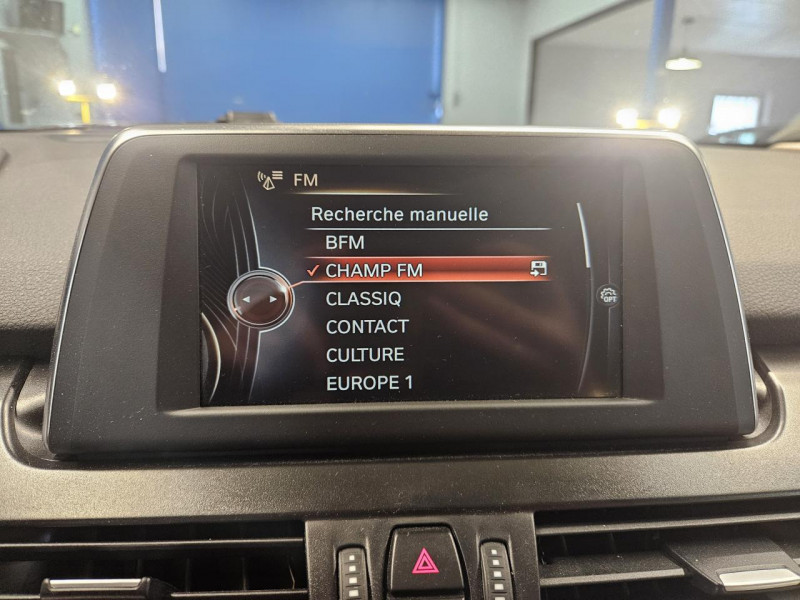 FM
Recherche manuelle
BFM
CHAMP FM
CLASSIQ
CONTACT
CULTURE
EUROPE 1
OPT